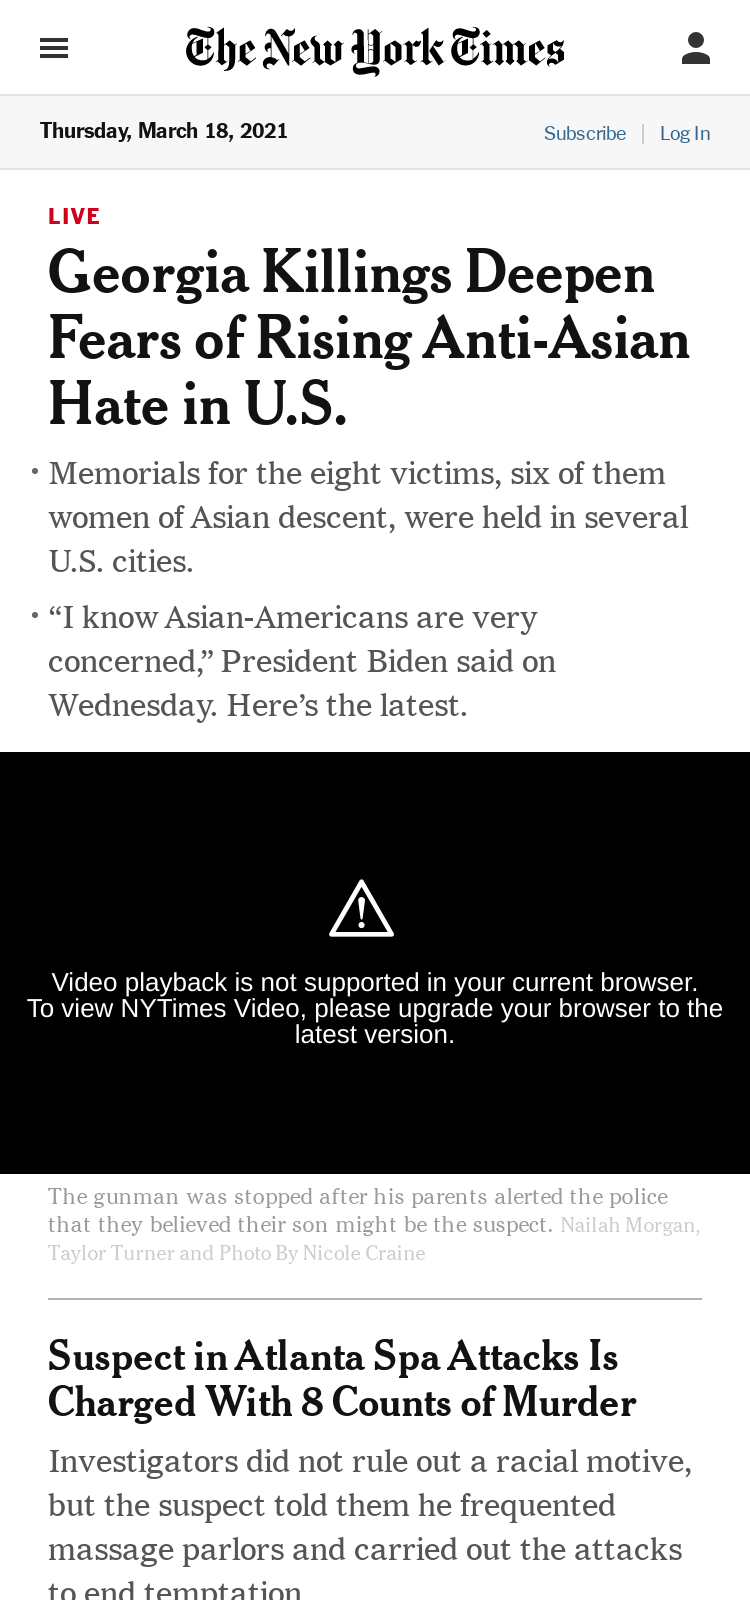 The New York Times
Thursday, March 18, 2021
Subscribe | Log In
LIVE
Georgia Killings Deepen
Fears of Rising Anti-Asian
Hate in U.S.
• Memorials for the eight victims, six of them
women of Asian descent, were held in several
U.S. cities.
• “I know Asian-Americans are very
concerned,” President Biden said on
Wednesday. Here’s the latest.
Video playback is not supported in your current browser.
To view NYTimes Video, please upgrade your browser to the
latest version.
The gunman was stopped after his parents alerted the police
that they believed their son might be the suspect. Nailah Morgan,
Taylor Turner and Photo By Nicole Craine
Suspect in Atlanta Spa Attacks Is
Charged With 8 Counts of Murder
Investigators did not rule out a racial motive,
but the suspect told them he frequented
massage parlors and carried out the attacks
to end temptation